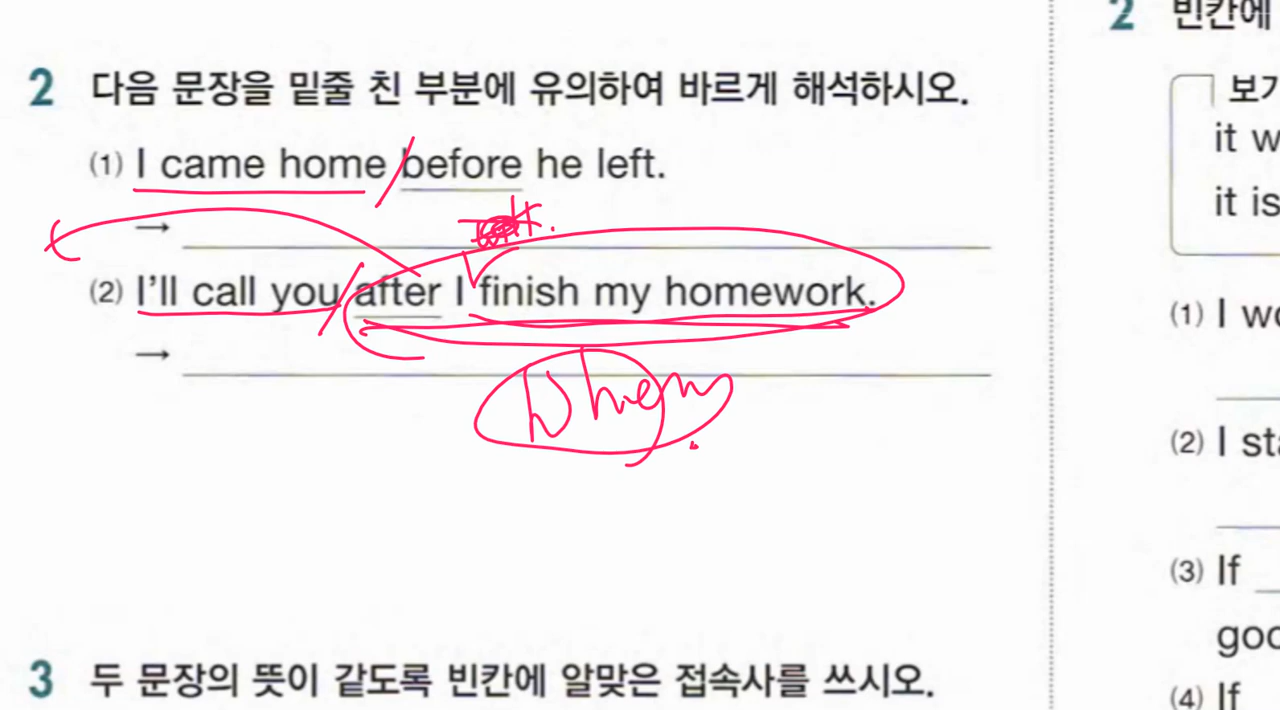 2 다음 문장을 밑줄 친 부분에 유의하여 바르게 해석하시오.
(1) I came home before he left.
→
(2) I'll call you after I finish my homework.
→
When
3 두 문장의 뜻이 같도록 빈칸에 알맞은 접속사를 쓰시오.
2 빈칸에
보기
it w
it is
(1) I wo
(2) I sta
(3) If
goo
(4) If